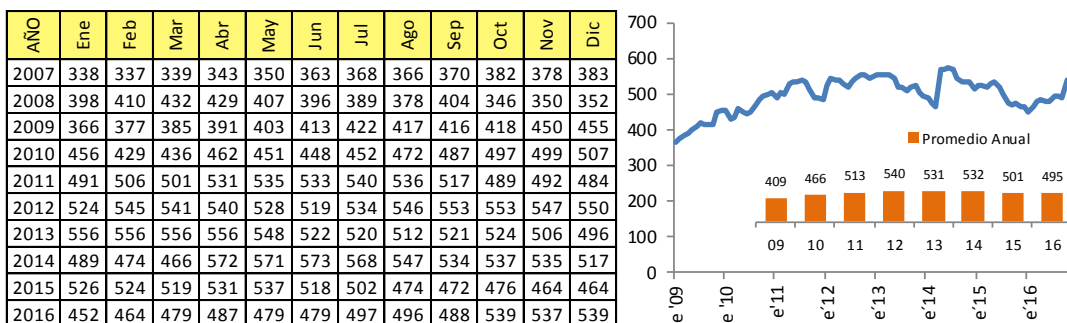 AÑO Ene Feb Mar Abr May Jun Jul Ago Sep Oct Nov Dic
2007 338 337 339 343 350 363 368 366 370 382 378 383
2008 398 410 432 429 407 396 389 378 404 346 350 352
2009 366 377 385 391 403 413 422 417 416 418 450 455
2010 456 429 436 462 451 448 452 472 487 497 499 507
2011 491 506 501 531 535 533 540 536 517 489 492 484
2012 524 545 541 540 528 519 534 546 553 553 547 550
2013 556 556 556 556 548 522 520 512 521 524 506 496
2014 489 474 466 572 571 573 568 547 534 537 535 517
2015 526 524 519 531 537 518 502 474 472 476 464 464
2016 452 464 479 487 479 479 497 496 488 539 537 539
700
600
500
400
300
200
100
0
Promedio Anual
409 466 513 540 531 532 501 495
09 10 11 12 13 14 15 16
e '09 e '10 e'11 e'12 e'13 e'14 e'15 e'16